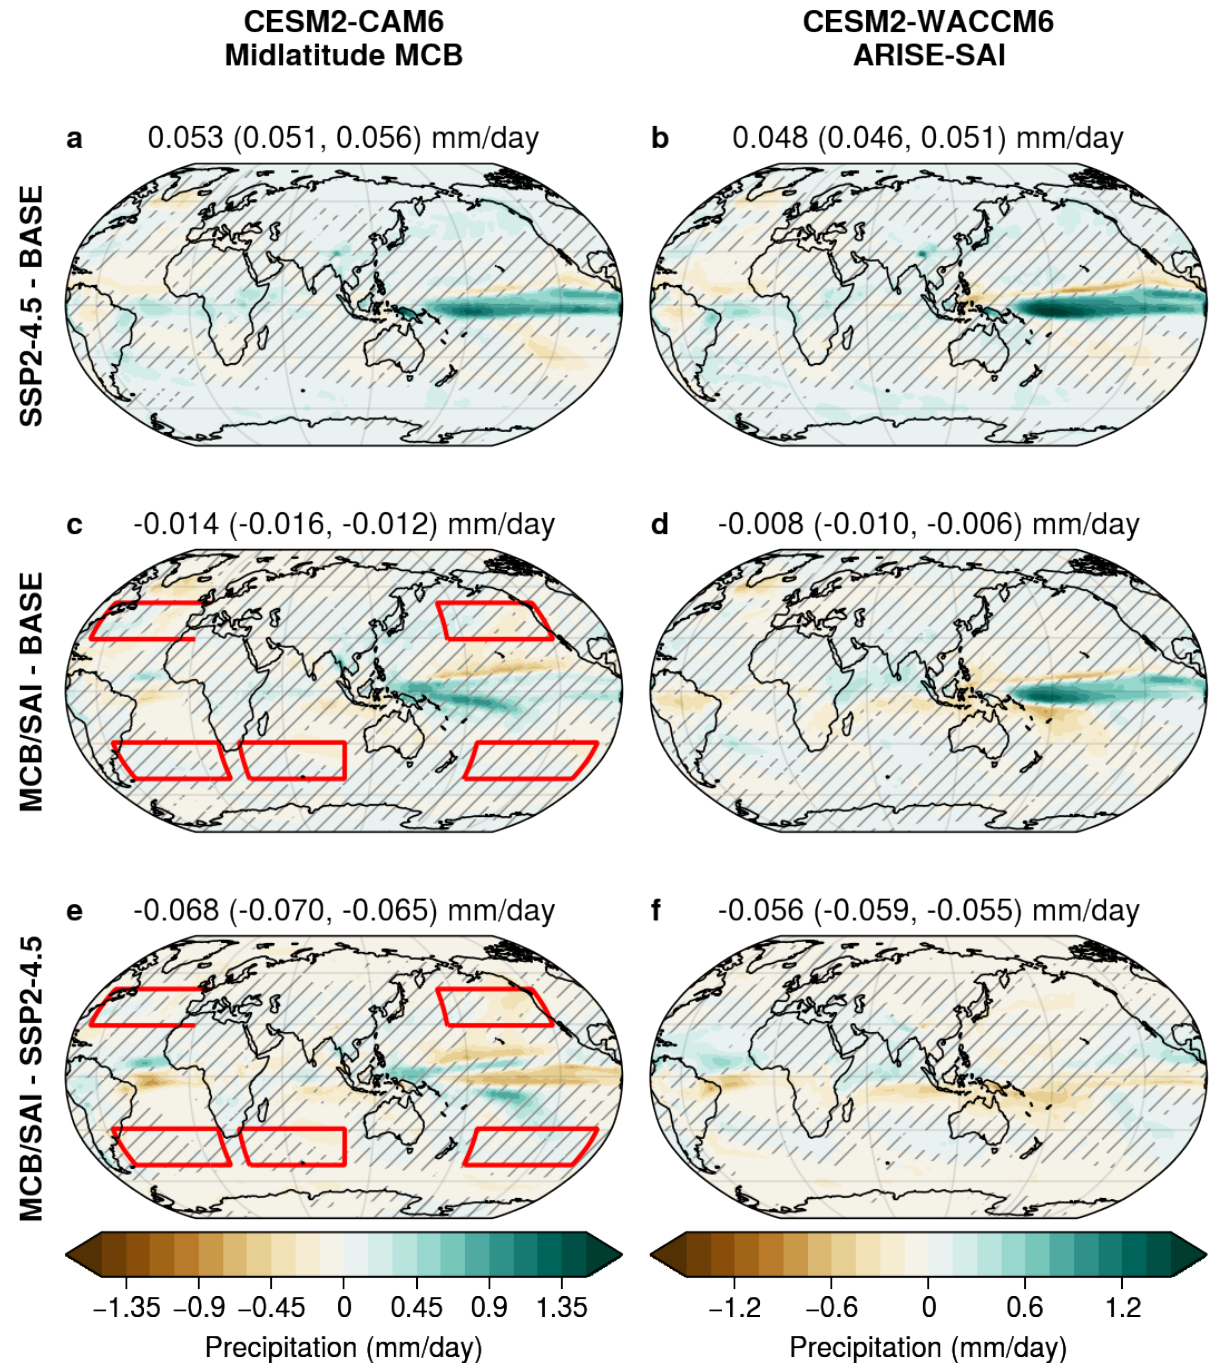 CESM2-CAM6
Midlatitude MCB
CESM2-WACCM6
ARISE-SAI
a 0.053 (0.051, 0.056) mm/day
b 0.048 (0.046, 0.051) mm/day
SSP2-4.5 - BASE
c -0.014 (-0.016, -0.012) mm/day
d -0.008 (-0.010, -0.006) mm/day
MCB/SAI - BASE
e -0.068 (-0.070, -0.065) mm/day
f -0.056 (-0.059, -0.055) mm/day
MCB/SAI - SSP2-4.5
−1.35 −0.9 −0.45 0 0.45 0.9 1.35
Precipitation (mm/day)
−1.2 −0.6 0 0.6 1.2
Precipitation (mm/day)